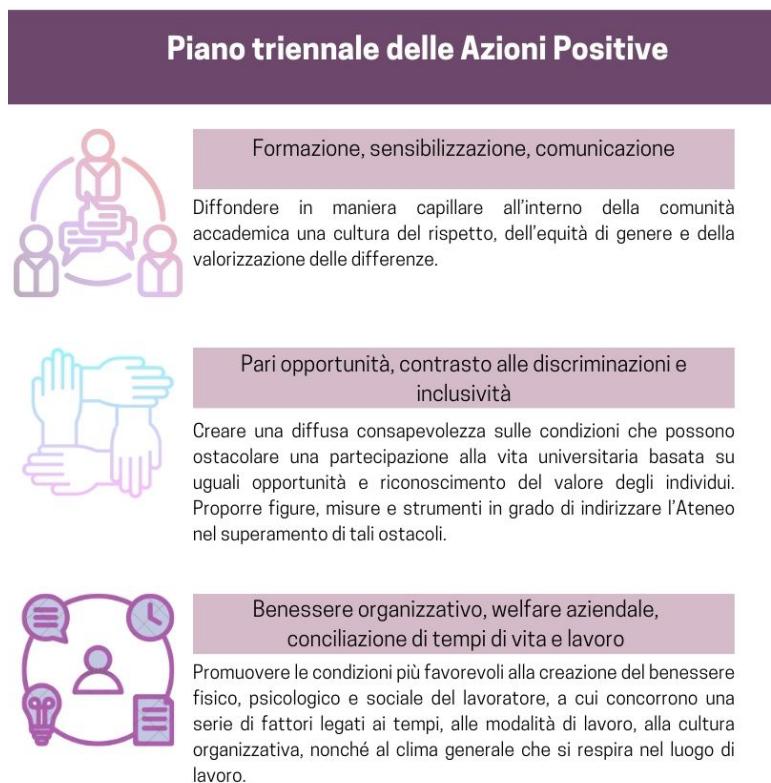 Piano triennale delle Azioni Positive
Formazione, sensibilizzazione, comunicazione
Diffondere in maniera capillare all'interno della comunità
accademica una cultura del rispetto, dell'equità di genere e della
valorizzazione delle differenze.
Pari opportunità, contrasto alle discriminazioni e
inclusività
Creare una diffusa consapevolezza sulle condizioni che possono
ostacolare una partecipazione alla vita universitaria basata su
uguali opportunità e riconoscimento del valore degli individui.
Proporre figure, misure e strumenti in grado di indirizzare l'Ateneo
nel superamento di tali ostacoli.
Benessere organizzativo, welfare aziendale,
conciliazione di tempi di vita e lavoro
Promuovere le condizioni più favorevoli alla creazione del benessere
fisico, psicologico e sociale del lavoratore, a cui concorrono una
serie di fattori legati ai tempi, alle modalità di lavoro, alla cultura
organizzativa, nonché al clima generale che si respira nel luogo di
lavoro.